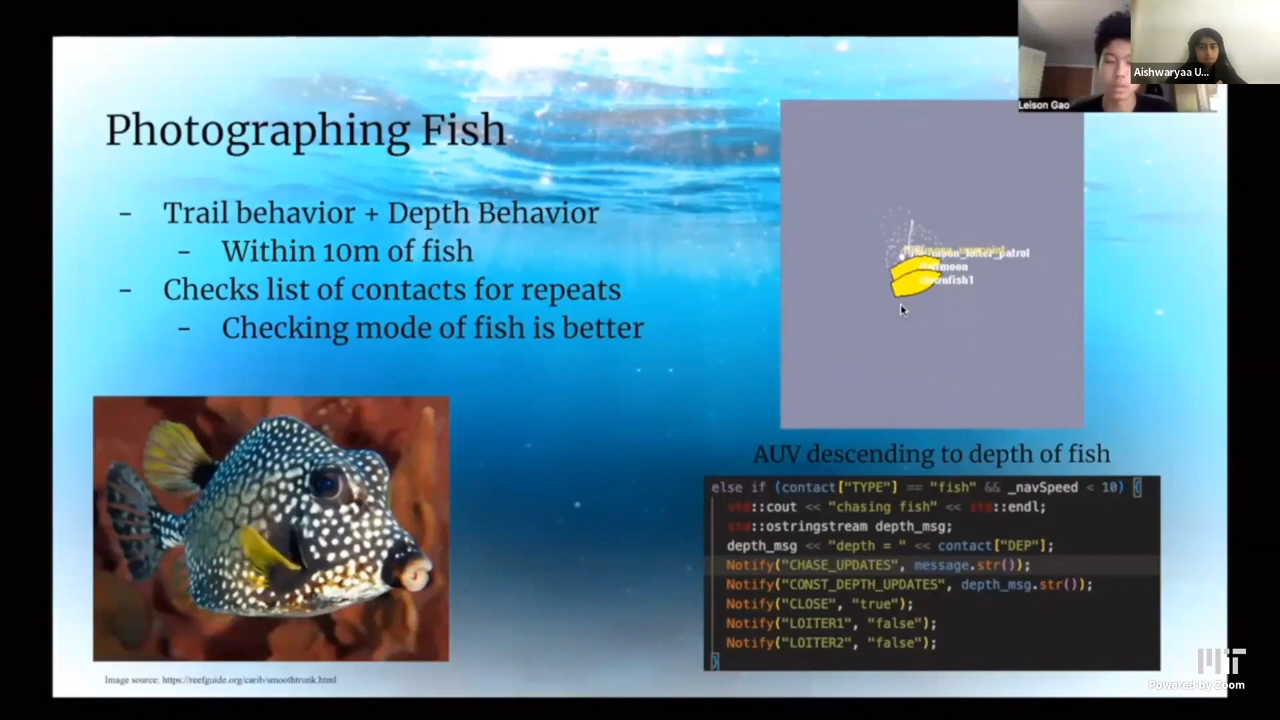 Photographing Fish
- Trail behavior + Depth Behavior
- Within 10m of fish
- Checks list of contacts for repeats
- Checking mode of fish is better
Image source: https://reefguide.org/carib/smoothtrunk.html
AUV descending to depth of fish
else if (contact["TYPE"] == "fish" && _navSpeed < 10) {
std::cout << "chasing fish" << std::endl;
std::ostringstream depth_msg;
depth_msg << "depth = " << contact["DEP"];
Notify("CHASE_UPDATES", message.str());
Notify("CONST_DEPTH_UPDATES", depth_msg.str());
Notify("CLOSE", "true");
Notify("LOITER1", "false");
Notify("LOITER2", "false");
}
Leison Gao
Aishwaryaa U...
MIT
Powered by Zoom